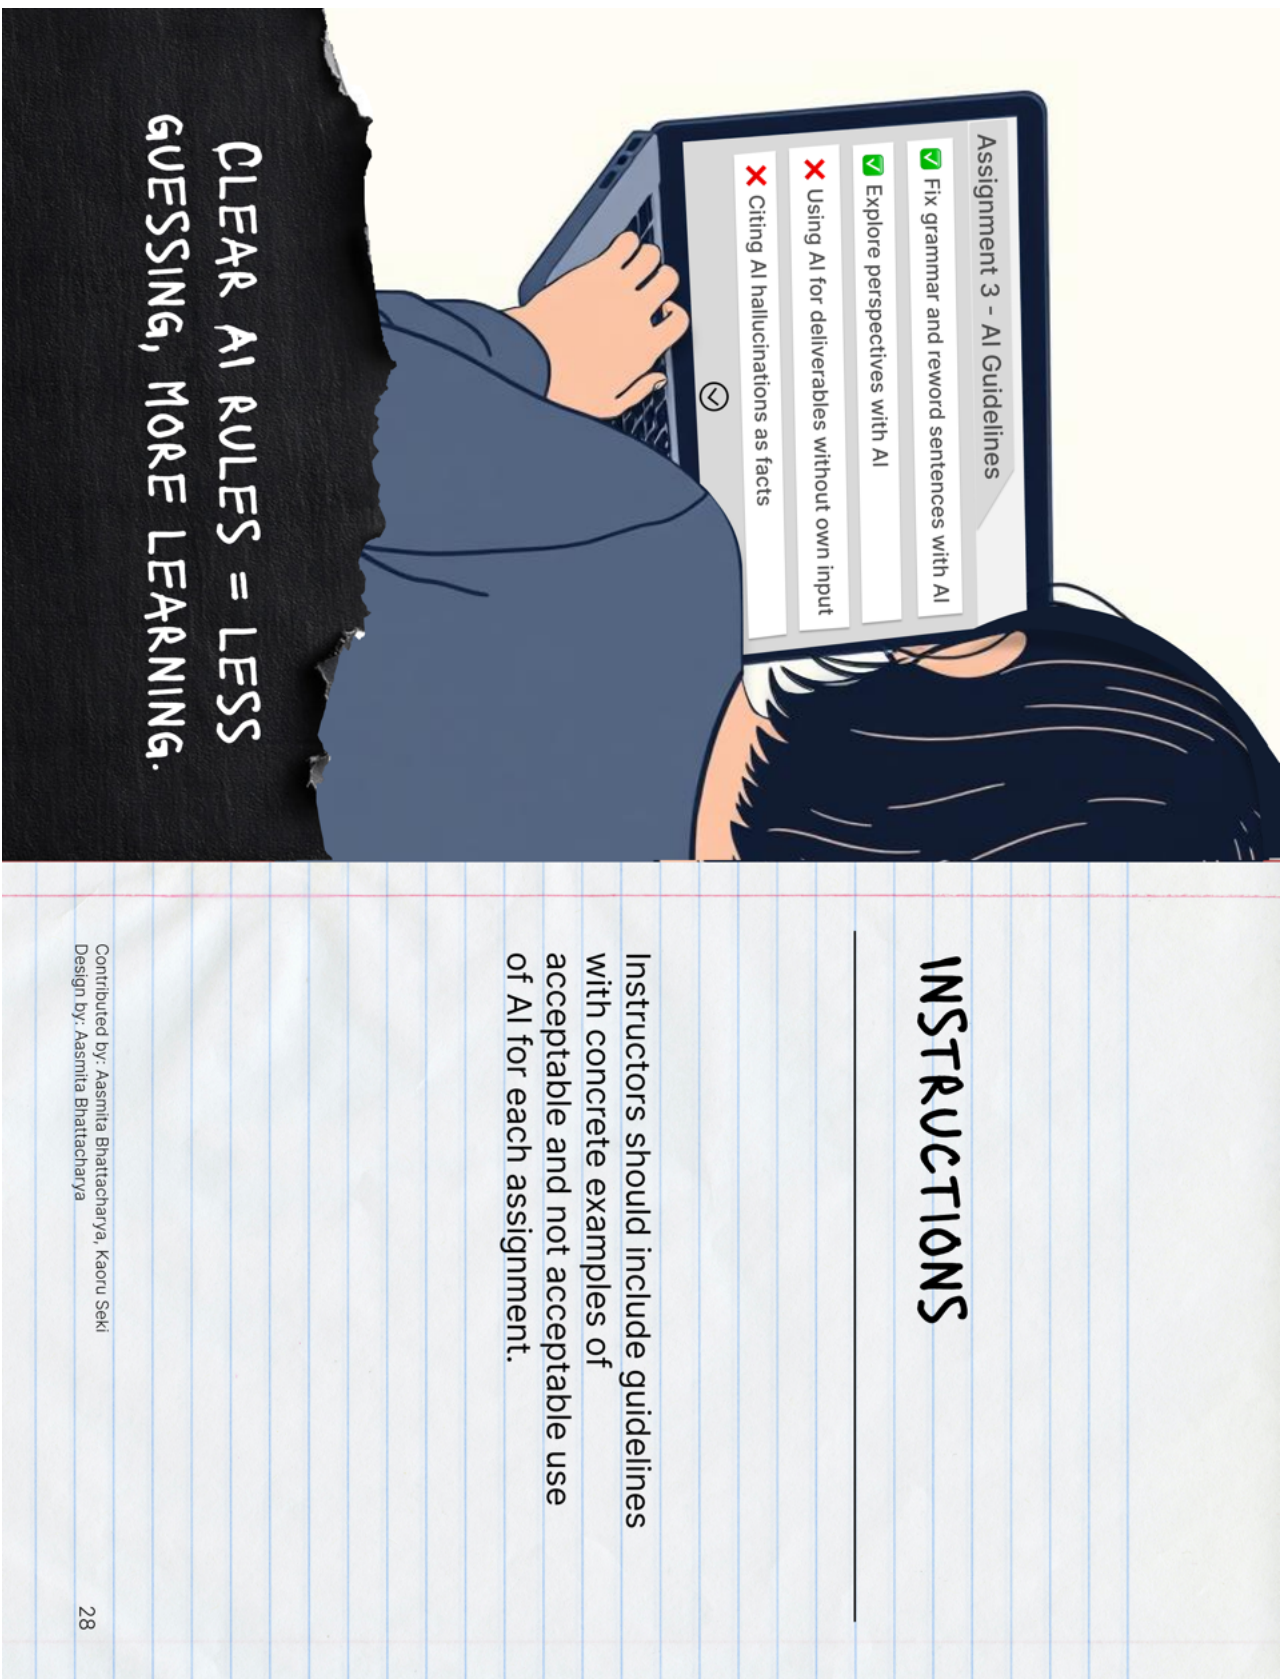 Assignment 3 - AI Guidelines
✅ Fix grammar and reword sentences with AI
✅ Explore perspectives with AI
❌ Using AI for deliverables without own input
❌ Citing AI hallucinations as facts
CLEAR AI RULES = LESS
GUESSING, MORE LEARNING.
INSTRUCTIONS
Instructors should include guidelines
with concrete examples of
acceptable and not acceptable use
of AI for each assignment.
Contributed by: Aasmita Bhattacharya, Kaoru Seki
Design by: Aasmita Bhattacharya
28